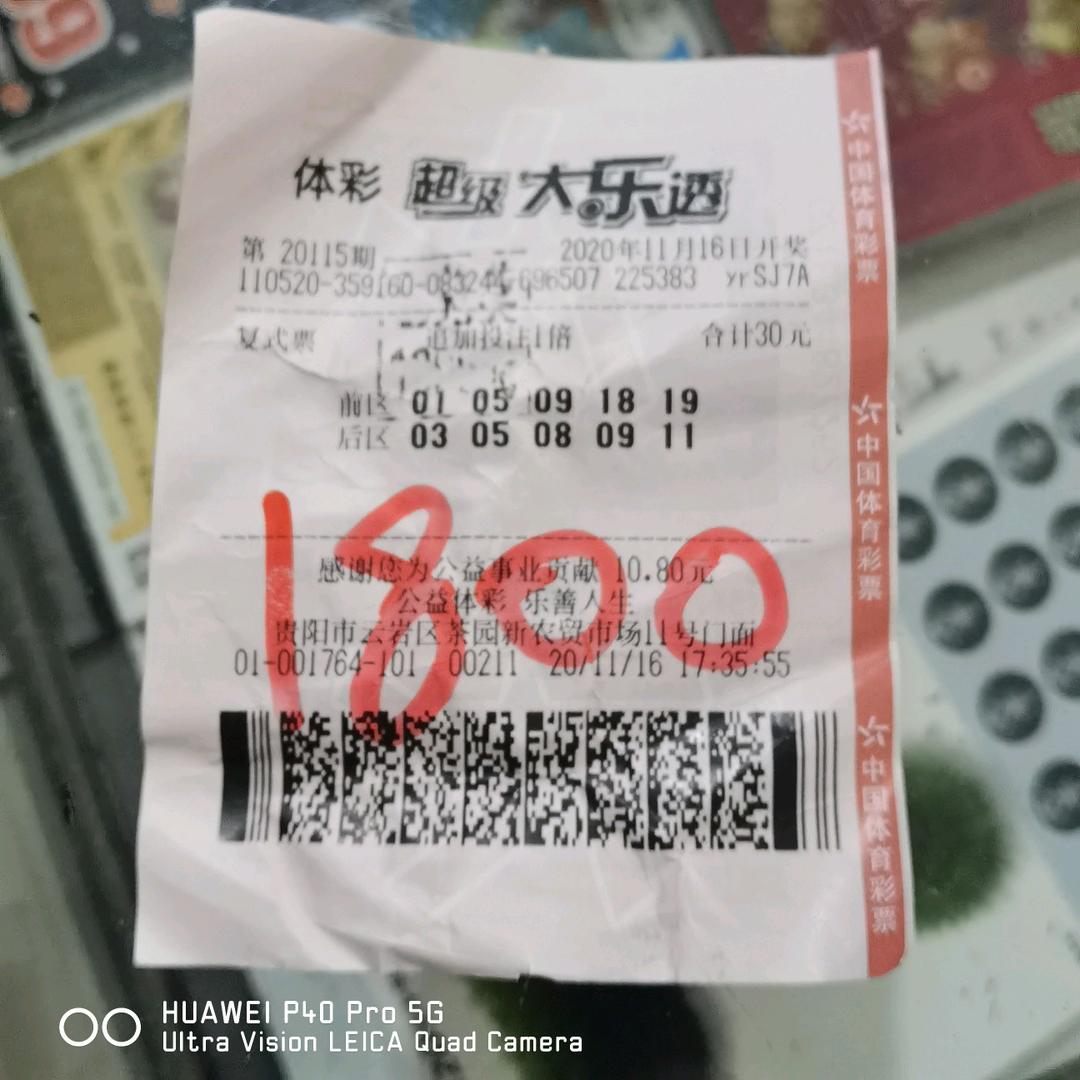 体彩 超级大乐透
第 20115期 2020年11月16日开奖
110520-359160-083244-696507 225383 yrSJ7A
复式票 追加投注1倍 合计30元
前区 01 05 09 18 19
后区 03 05 08 09 11
1800
感谢您为公益事业贡献 10.80元
公益体彩 乐善人生
贵阳市云岩区茶园新农贸市场11号门面
01-001764-101 00211 20/11/16 17:35:55
中国体育彩票
中国体育彩票
中国体育彩票
HUAWEI P40 Pro 5G
Ultra Vision LEICA Quad Camera